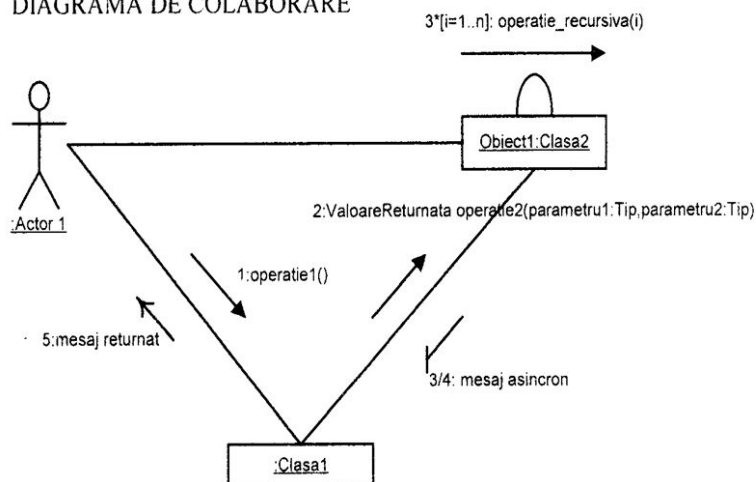 DIAGRAMA DE COLABORARE
3*[i=1..n]: operatie_recursiva(i)
Obiect1:Clasa2
:Actor 1
2:ValoareReturnata operatie2(parametru1:Tip,parametru2:Tip)
1:operatie1()
5:mesaj returnat
3/4: mesaj asincron
:Clasa1